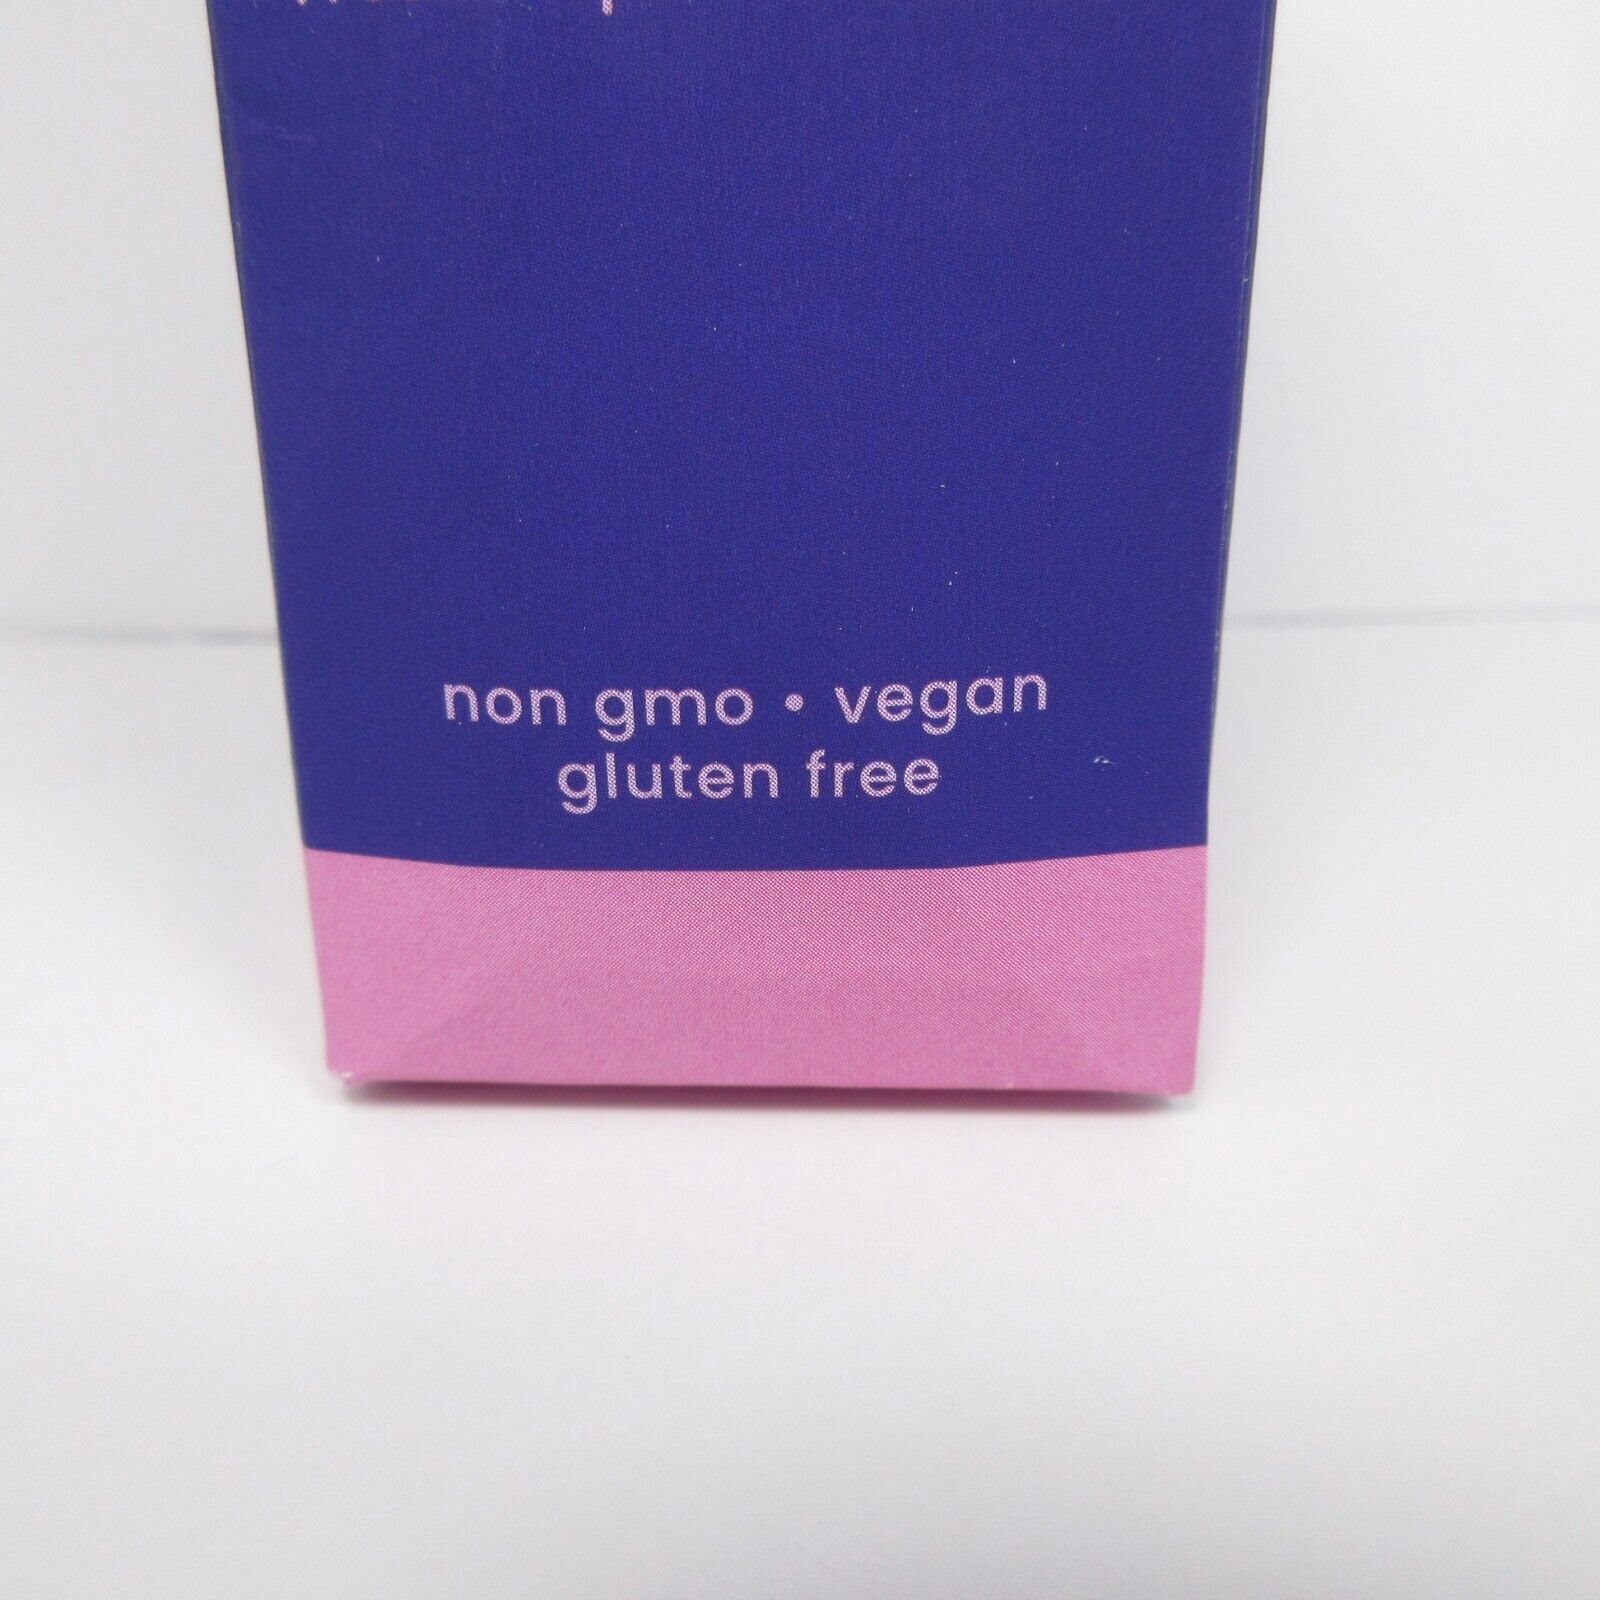 non gmo • vegan
gluten free